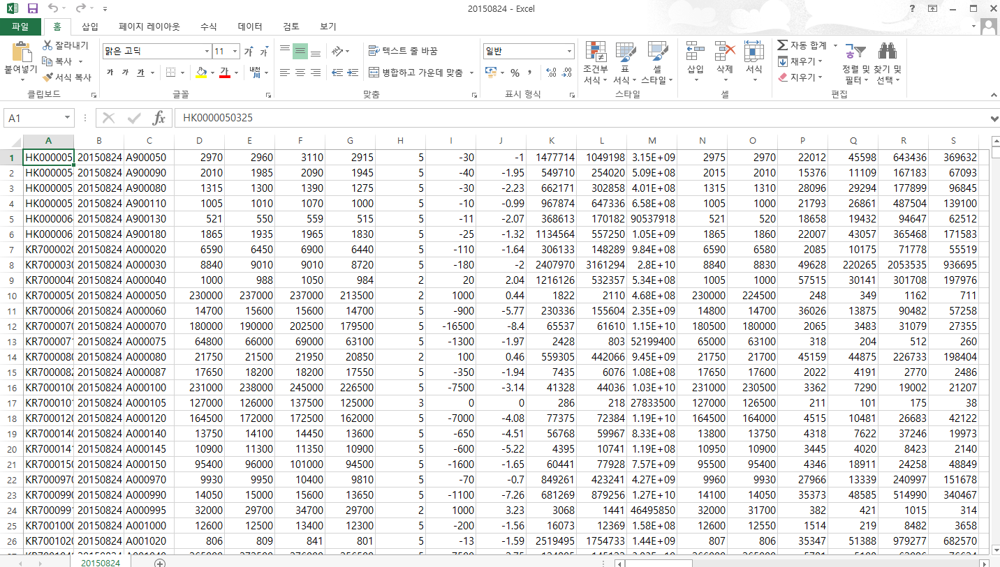 20150824 - Excel
파일 홈 삽입 페이지 레이아웃 수식 데이터 검토 보기
붙여넣기
잘라내기
복사
서식 복사
클립보드
맑은 고딕 11 가 가
가 가 가 가 내천
글꼴
텍스트 줄 바꿈
병합하고 가운데 맞춤
맞춤
일반
% , .00
표시 형식
조건부 서식 표 서식 셀 스타일
스타일
삽입 삭제 서식
셀
자동 합계
채우기
지우기
정렬 및 필터 찾기 및 선택
편집
A1 fx HK0000050325
A B C D E F G H I J K L M N O P Q R S
1 HK000005 20150824 A900050 2970 2960 3110 2915 5 -30 -1 1477714 1049198 3.15E+09 2975 2970 22012 45598 643436 369632
2 HK000005 20150824 A900090 2010 1985 2090 1945 5 -40 -1.95 549710 254020 5.09E+08 2015 2010 15376 11109 167183 67093
3 HK000005 20150824 A900080 1315 1300 1390 1275 5 -30 -2.23 662171 302858 4.01E+08 1315 1310 28096 29294 177899 96845
4 HK000005 20150824 A900110 1005 1010 1070 1000 5 -10 -0.99 967874 647336 6.58E+08 1005 1000 21793 26861 487504 139100
5 HK000006 20150824 A900130 521 550 559 515 5 -11 -2.07 368613 170182 90537918 521 520 18658 19432 94647 62512
6 HK000006 20150824 A900180 1865 1935 1965 1830 5 -25 -1.32 1134564 557250 1.05E+09 1865 1860 22007 43057 365468 171583
7 KR700002 20150824 A000020 6590 6450 6900 6440 5 -110 -1.64 306133 148289 9.84E+08 6590 6580 2085 10175 71778 55519
8 KR700003 20150824 A000030 8840 9010 9010 8720 5 -180 -2 2407970 3161294 2.8E+10 8840 8830 49628 220265 2053535 936695
9 KR700004 20150824 A000040 1000 988 1050 984 2 20 2.04 1216126 532357 5.34E+08 1005 1000 57515 30141 301708 197976
10 KR700005 20150824 A000050 230000 237000 237000 213500 2 1000 0.44 1822 2110 4.68E+08 230000 224500 248 349 1162 711
11 KR700006 20150824 A000060 14700 15600 15600 14700 5 -900 -5.77 230336 155604 2.35E+09 14800 14700 36026 13875 90482 57258
12 KR700007 20150824 A000070 180000 190000 202500 179500 5 -16500 -8.4 65537 61610 1.15E+10 180500 180000 2065 3483 31079 27355
13 KR700007 20150824 A000075 64800 66000 69000 63100 5 -1300 -1.97 2428 803 52199400 65000 63100 318 204 512 260
14 KR700008 20150824 A000080 21750 21500 21950 20850 2 100 0.46 559305 442066 9.45E+09 21750 21700 45159 44875 226733 198404
15 KR700008 20150824 A000087 17650 18200 18200 17550 5 -350 -1.94 7435 6076 1.08E+08 17650 17600 2022 4191 2770 2486
16 KR700010 20150824 A000100 231000 238000 245000 226500 5 -7500 -3.14 41328 44036 1.03E+10 231000 230500 3362 7290 19002 21207
17 KR700010 20150824 A000105 127000 126000 137500 125000 3 0 0 286 218 27833500 127000 126500 211 101 175 38
18 KR700012 20150824 A000120 164500 172000 172500 162000 5 -7000 -4.08 77375 72384 1.19E+10 164500 164000 4515 10481 26683 42122
19 KR700014 20150824 A000140 13750 14100 14450 13600 5 -650 -4.51 56768 59967 8.33E+08 13800 13750 4318 7622 37246 19973
20 KR700014 20150824 A000145 10900 11300 11350 10900 5 -600 -5.22 4395 10741 1.19E+08 10950 10900 3445 4020 8423 2140
21 KR700015 20150824 A000150 95400 96000 101000 94500 5 -1600 -1.65 60441 77928 7.57E+09 95500 95400 4346 18911 24258 48849
22 KR700097 20150824 A000970 9930 9950 10400 9810 5 -70 -0.7 849261 423241 4.27E+09 9960 9930 27966 13339 240997 151678
23 KR700099 20150824 A000990 14050 15000 15600 13650 5 -1100 -7.26 681269 879256 1.27E+10 14100 14050 35373 48585 514990 340467
24 KR700099 20150824 A000995 32000 29700 34700 29700 2 1000 3.23 3068 1441 46495850 32000 31700 382 421 1015 314
25 KR700100 20150824 A001000 12600 12500 13400 12300 5 -200 -1.56 16073 12369 1.58E+08 12600 12550 1514 219 8482 3658
26 KR700102 20150824 A001020 806 809 841 801 5 -13 -1.59 2519495 1754733 1.44E+09 807 806 35347 51388 979277 682570
20150824